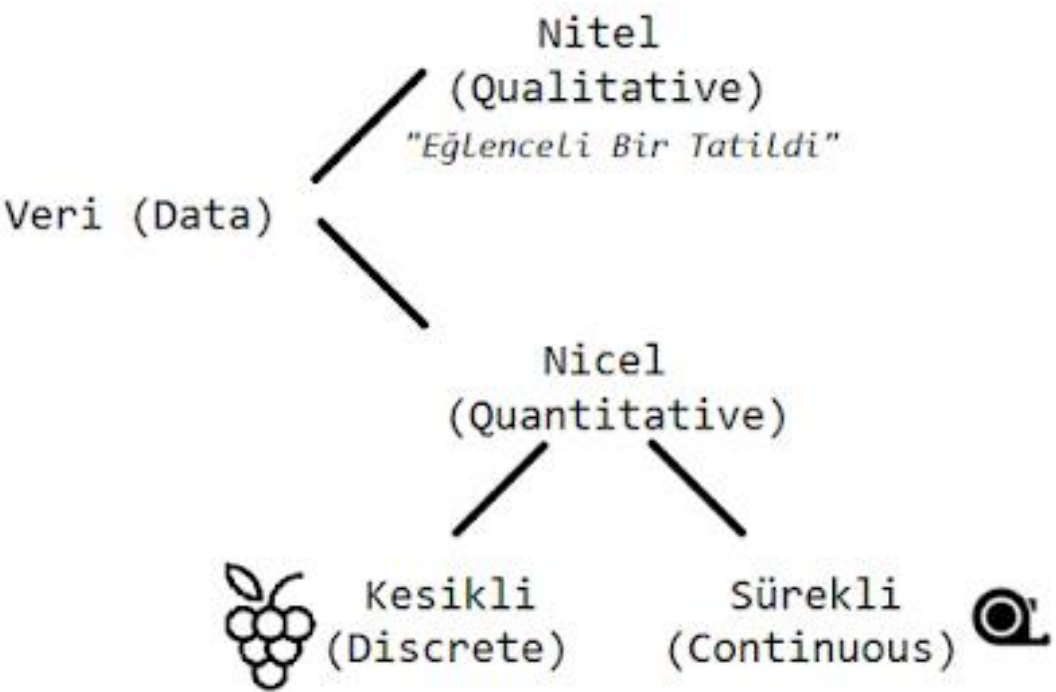 Nitel
(Qualitative)
"Eğlenceli Bir Tatildi"
Veri (Data)
Nicel
(Quantitative)
Kesikli
(Discrete)
Sürekli
(Continuous)